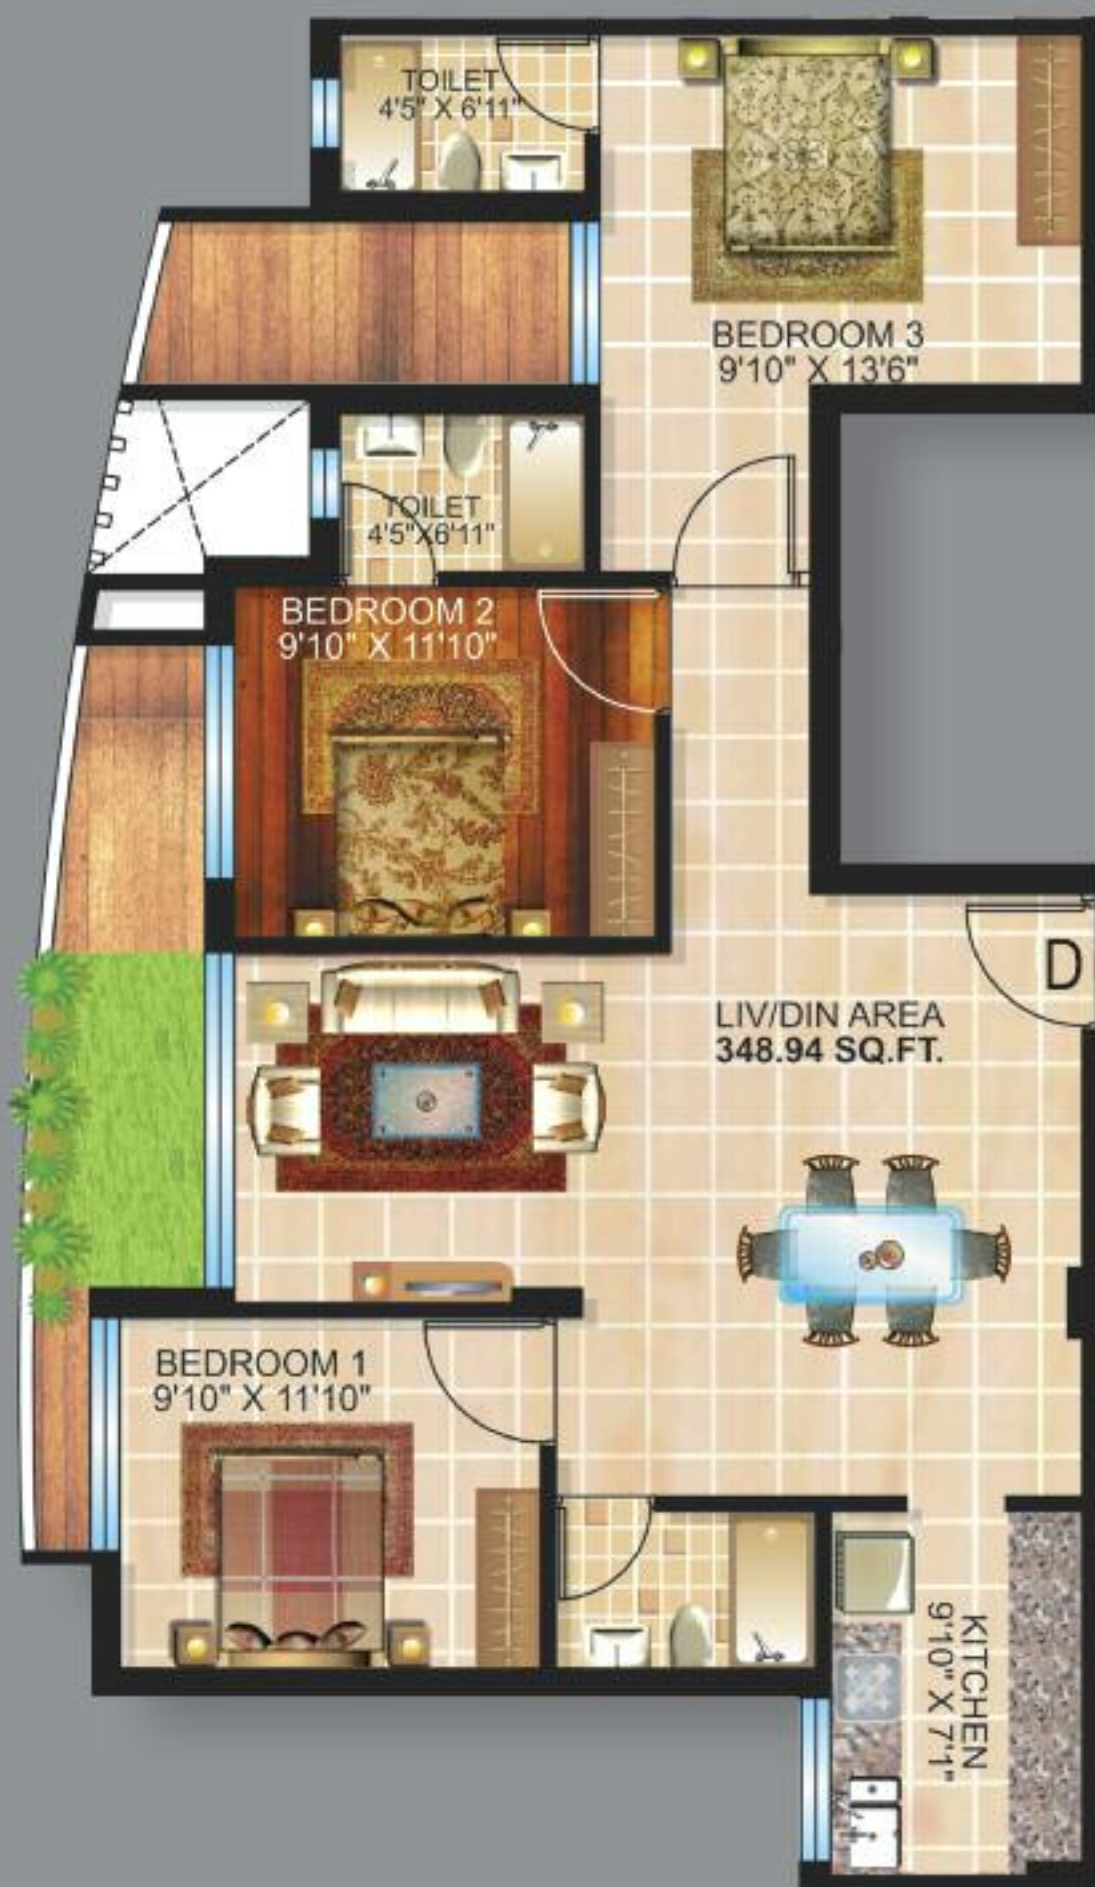 TOILET
4'5" X 6'11"
BEDROOM 3
9'10" X 13'6"
TOILET
4'5"X6'11"
BEDROOM 2
9'10" X 11'10"
D
LIV/DIN AREA
348.94 SQ.FT.
BEDROOM 1
9'10" X 11'10"
KITCHEN
9'10" X 7'1"